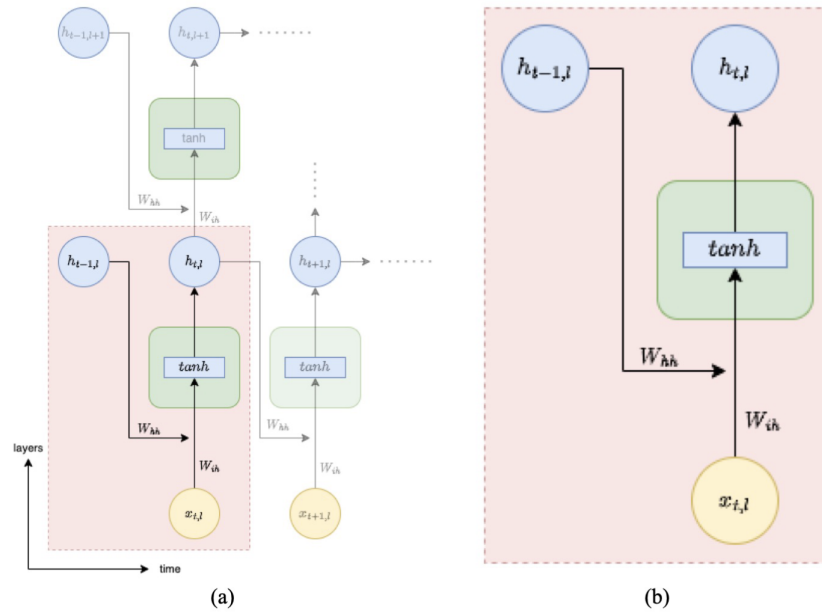 h_{t-1,l+1} h_{t,l+1}
tanh
W_{hh}
W_{ih}
h_{t-1,l} h_{t,l} h_{t+1,l}
tanh tanh
W_{hh} W_{hh}
W_{ih} W_{ih}
layers
x_{t,l} x_{t+1,l}
time
(a)
h_{t-1,l} h_{t,l}
tanh
W_{hh}
W_{ih}
x_{t,l}
(b)